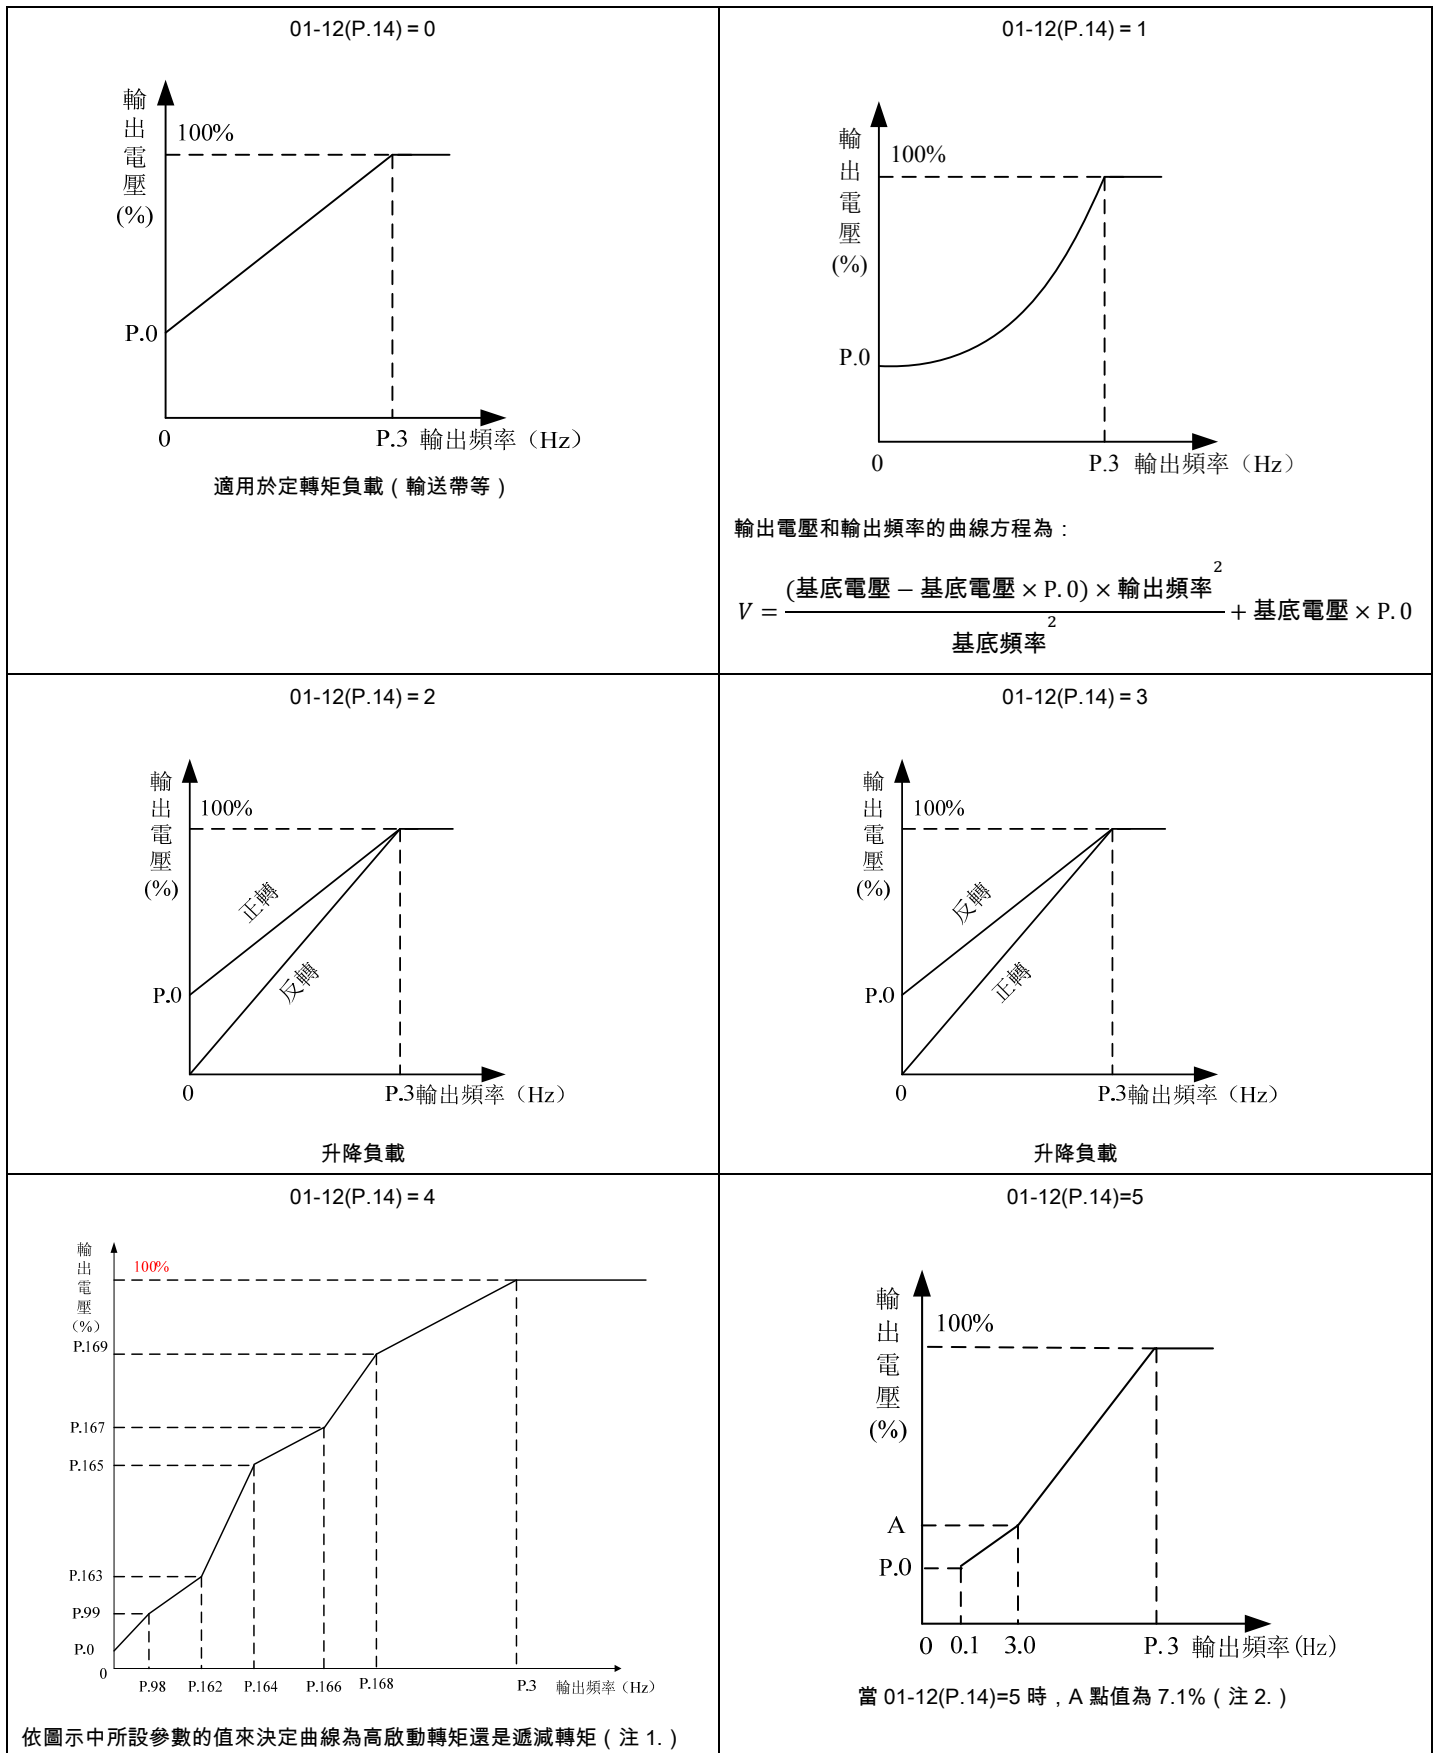 01-12(P.14) = 0
輸出電壓(%)
100%
P.0
0
P.3
輸出頻率（Hz）
適用於定轉矩負載（輸送帶等）
01-12(P.14) = 1
輸出電壓(%)
100%
P.0
0
P.3
輸出頻率（Hz）
輸出電壓和輸出頻率的曲線方程為：
V = (基底電壓 − 基底電壓 × P.0) × 輸出頻率² / 基底頻率² + 基底電壓 × P.0
01-12(P.14) = 2
輸出電壓(%)
100%
正轉
反轉
P.0
0
P.3輸出頻率（Hz）
升降負載
01-12(P.14) = 3
輸出電壓(%)
100%
反轉
正轉
P.0
0
P.3輸出頻率（Hz）
升降負載
01-12(P.14) = 4
輸出電壓(%)
100%
P.169
P.167
P.165
P.163
P.99
P.0
0
P.98
P.162
P.164
P.166
P.168
P.3
輸出頻率（Hz）
依圖示中所設參數的值來決定曲線為高啟動轉矩還是遞減轉矩（注 1.）
01-12(P.14)=5
輸出電壓(%)
100%
A
P.0
0
0.1
3.0
P.3
輸出頻率(Hz)
當 01-12(P.14)=5 時，A 點值為 7.1%（注 2.）